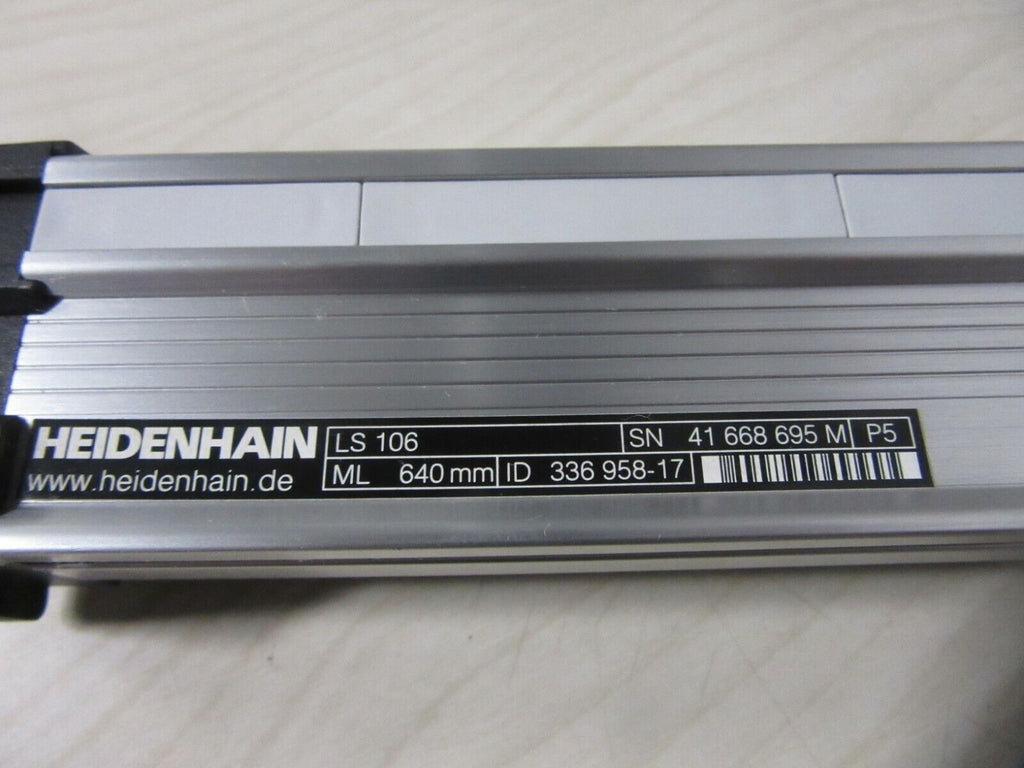 HEIDENHAIN LS 106 SN 41 668 695 M P5
www.heidenhain.de ML 640 mm ID 336 958-17